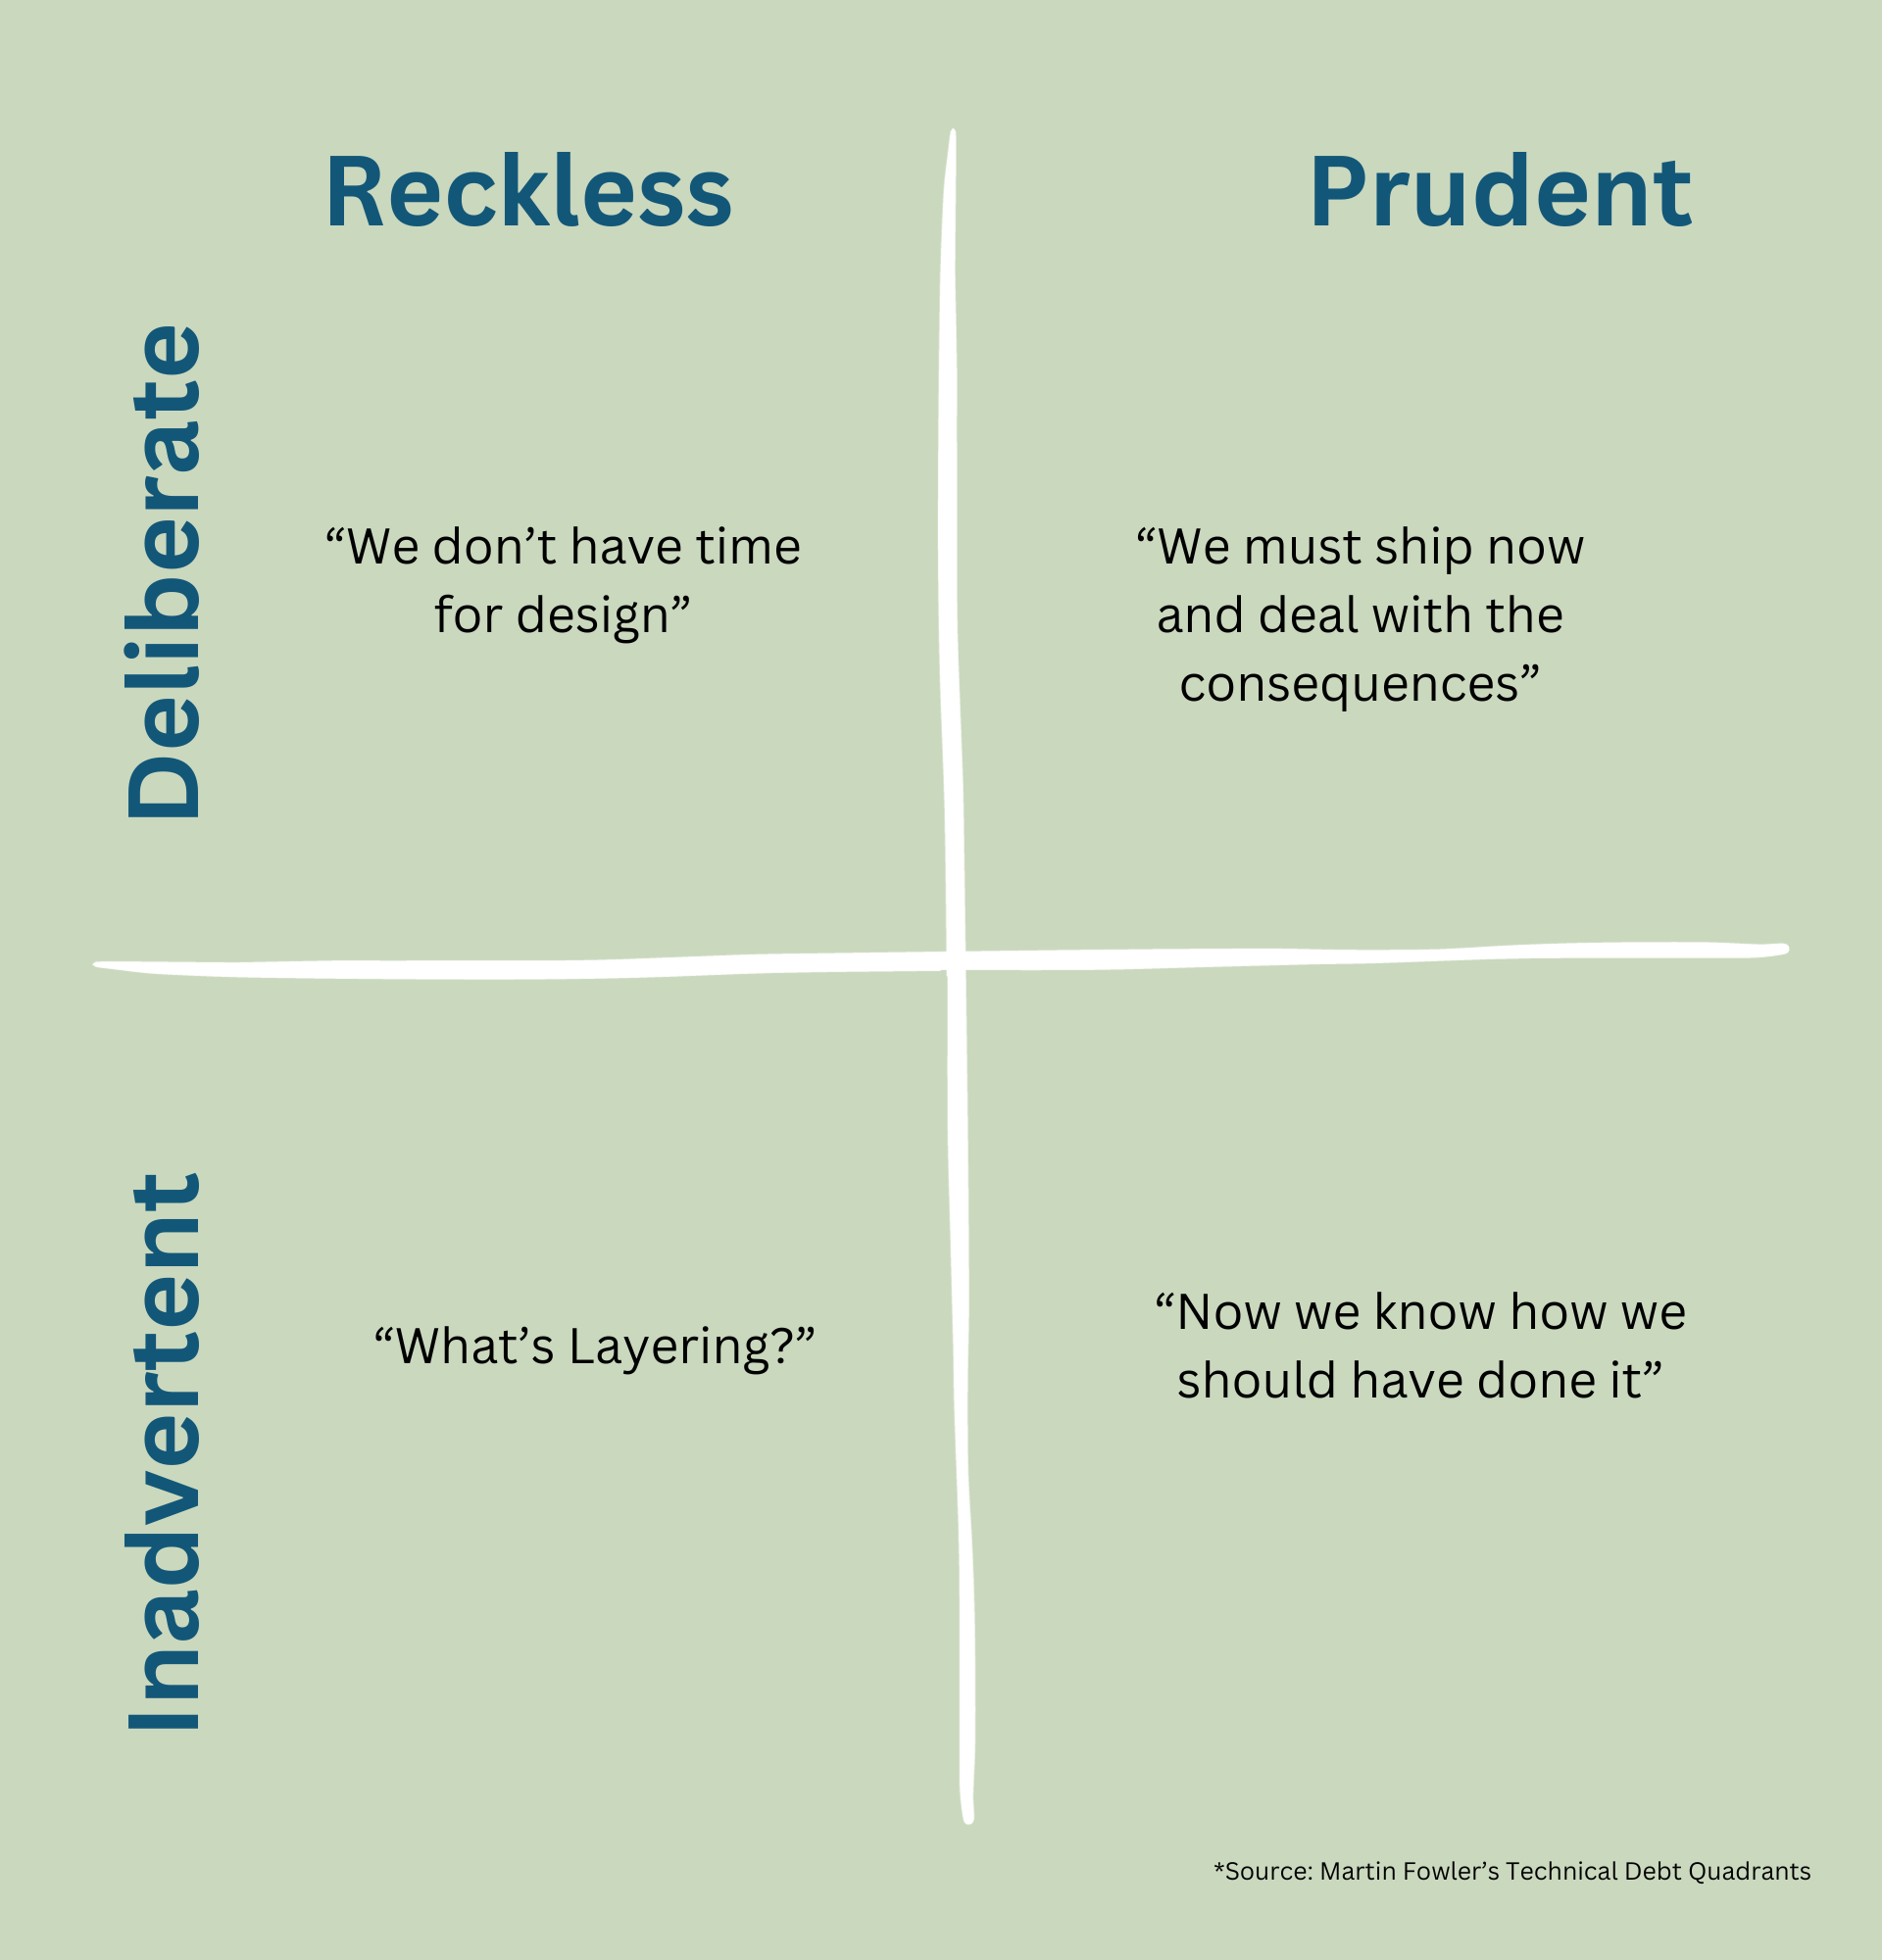 Reckless
Prudent
Deliberate
“We don’t have time
for design”
“We must ship now
and deal with the
consequences”
Inadvertent
“What’s Layering?”
“Now we know how we
should have done it”
*Source: Martin Fowler’s Technical Debt Quadrants